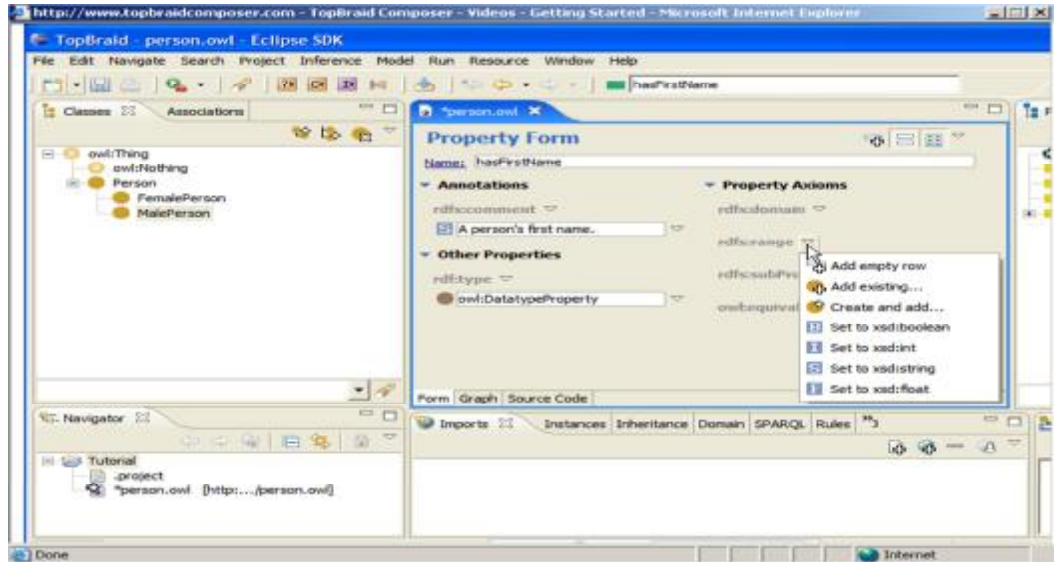 http://www.topbraidcomposer.com - TopBraid Composer - Videos - Getting Started - Microsoft Internet Explorer
TopBraid - person.owl - Eclipse SDK
File Edit Navigate Search Project Inference Model Run Resource Window Help
hasFirstName
Classes Associations
owl:Thing
owl:Nothing
Person
FemalePerson
MalePerson
*person.owl
Property Form
Name: hasFirstName
Annotations
rdfs:comment
A person's first name.
Other Properties
rdf:type
owl:DatatypeProperty
Property Axioms
rdfs:domain
rdfs:range
rdfs:subPro
owl:equival
Add empty row
Add existing...
Create and add...
Set to xsd:boolean
Set to xsd:int
Set to xsd:string
Set to xsd:float
Form Graph Source Code
Navigator
Tutorial
.project
*person.owl [http:.../person.owl]
Imports Instances Inheritance Domain SPARQL Rules
Done
Internet